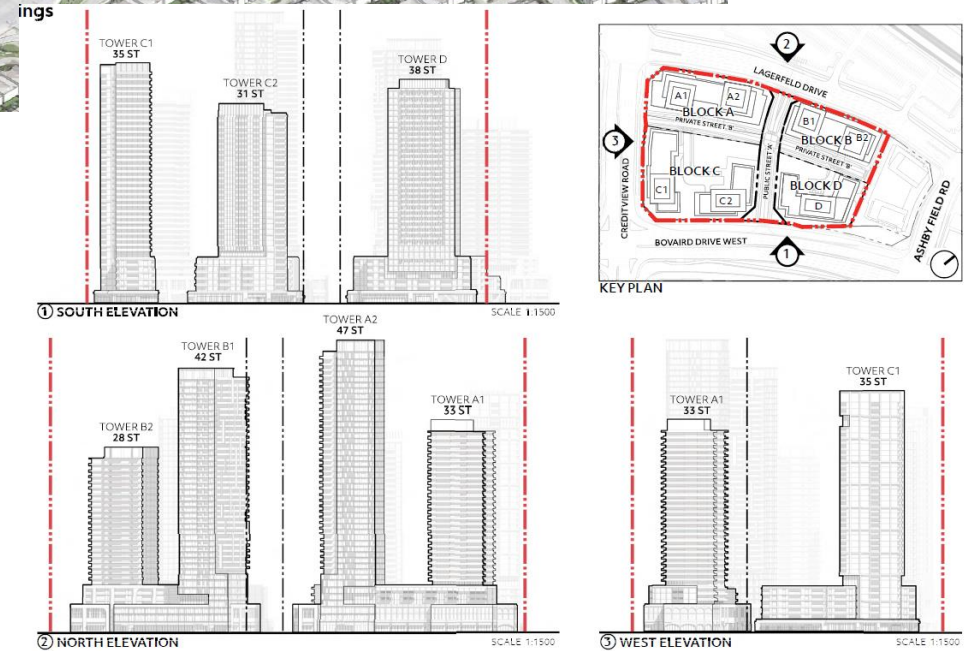 ings
TOWER C1
35 ST
TOWER C2
31 ST
TOWER D
38 ST
① SOUTH ELEVATION
SCALE 1:1500
2
LAGERFELD DRIVE
A1
A2
BLOCK A
PRIVATE STREET 'B'
B1
B2
BLOCK B
PRIVATE STREET 'B'
3
CREDITVIEW ROAD
BLOCK C
PUBLIC STREET 'A'
BLOCK D
C1
C2
D
ASHBY FIELD RD
BOVAIRD DRIVE WEST
1
KEY PLAN
TOWER B2
28 ST
TOWER B1
42 ST
TOWER A2
47 ST
TOWER A1
33 ST
② NORTH ELEVATION
SCALE 1:1500
TOWER A1
33 ST
TOWER C1
35 ST
③ WEST ELEVATION
SCALE 1:1500